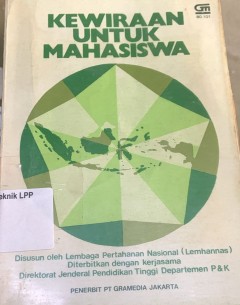 Gm
KEWIRAAN
UNTUK
MAHASISWA
Teknik LPP
Disusun oleh Lembaga Pertahanan Nasional (Lemhannas)
Diterbitkan dengan kerjasama
Direktorat Jenderal Pendidikan Tinggi Departemen P&K
PENERBIT PT GRAMEDIA JAKARTA